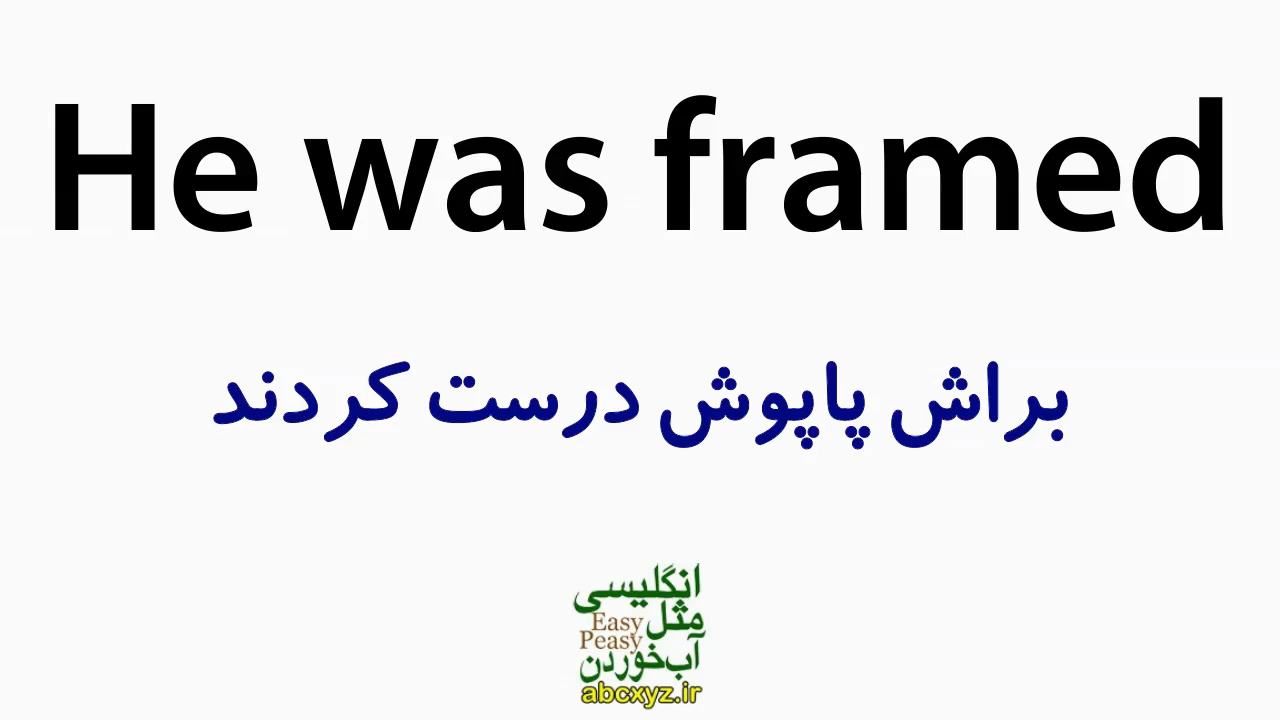 He was framed
براش پاپوش درست کردند
انگلیسی
مثل
Easy
Peasy
آب‌خوردن
abcxyz.ir